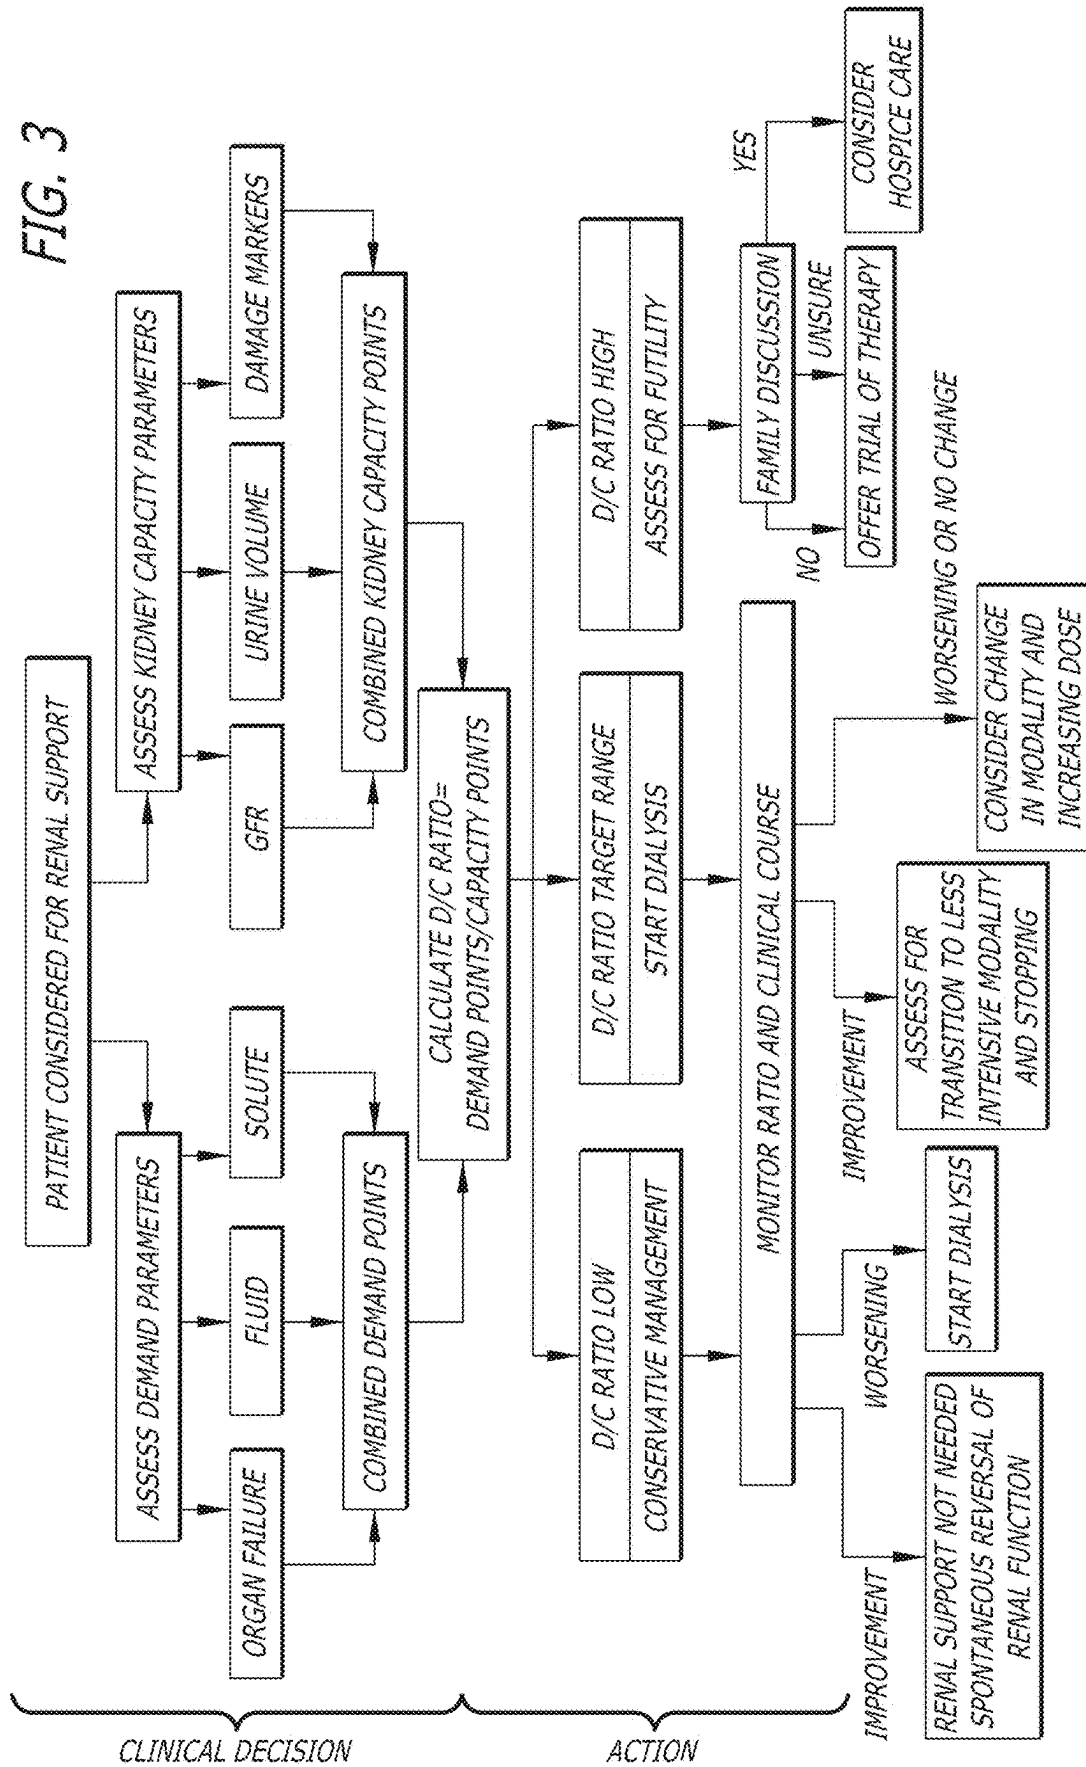 FIG. 3
CLINICAL DECISION
PATIENT CONSIDERED FOR RENAL SUPPORT
ASSESS DEMAND PARAMETERS
ASSESS KIDNEY CAPACITY PARAMETERS
ORGAN FAILURE
FLUID
SOLUTE
GFR
URINE VOLUME
DAMAGE MARKERS
COMBINED DEMAND POINTS
COMBINED KIDNEY CAPACITY POINTS
CALCULATE D/C RATIO=
DEMAND POINTS/CAPACITY POINTS
ACTION
D/C RATIO LOW
CONSERVATIVE MANAGEMENT
D/C RATIO TARGET RANGE
START DIALYSIS
D/C RATIO HIGH
ASSESS FOR FUTILITY
MONITOR RATIO AND CLINICAL COURSE
FAMILY DISCUSSION
YES
NO
UNSURE
OFFER TRIAL OF THERAPY
CONSIDER
HOSPICE CARE
IMPROVEMENT
RENAL SUPPORT NOT NEEDED
SPONTANEOUS REVERSAL OF
RENAL FUNCTION
WORSENING
START DIALYSIS
IMPROVEMENT
ASSESS FOR
TRANSITION TO LESS
INTENSIVE MODALITY
AND STOPPING
WORSENING OR NO CHANGE
CONSIDER CHANGE
IN MODALITY AND
INCREASING DOSE